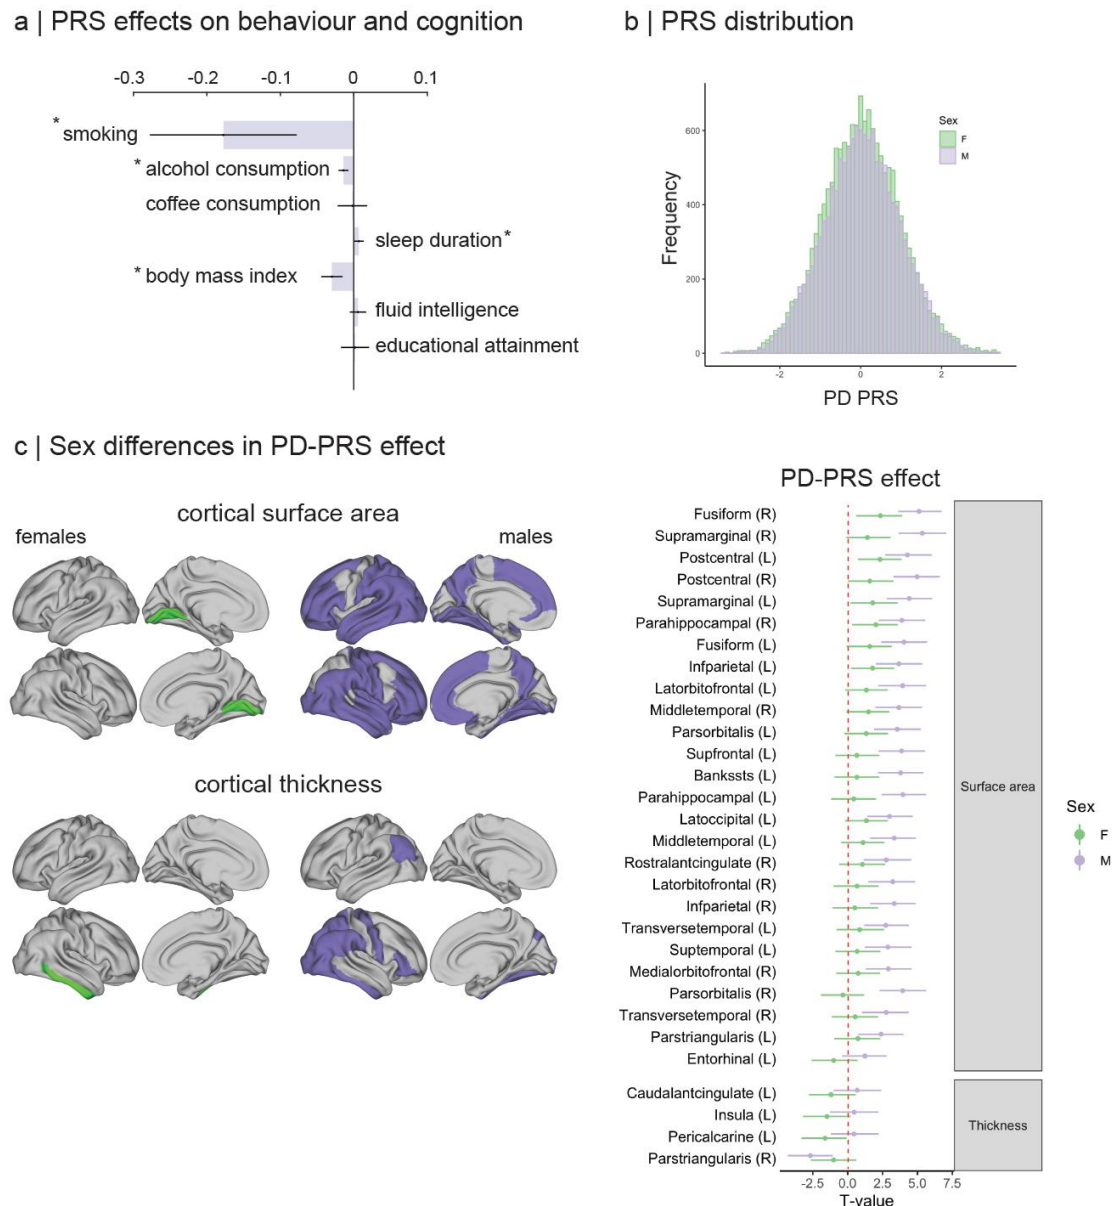 a | PRS effects on behaviour and cognition
-0.3 -0.2 -0.1 0 0.1
* smoking
* alcohol consumption
coffee consumption
sleep duration *
* body mass index
fluid intelligence
educational attainment
b | PRS distribution
Frequency
600
400
200
0
-2 0 2
PD PRS
Sex
F
M
c | Sex differences in PD-PRS effect
cortical surface area
females
males
cortical thickness
PD-PRS effect
Fusiform (R)
Supramarginal (R)
Postcentral (L)
Postcentral (R)
Supramarginal (L)
Parahippocampal (R)
Fusiform (L)
Infparietal (L)
Latorbitofrontal (L)
Middletemporal (R)
Parsorbitalis (L)
Supfrontal (L)
Bankssts (L)
Parahippocampal (L)
Latoccipital (L)
Middletemporal (L)
Rostralantcingulate (R)
Latorbitofrontal (R)
Infparietal (R)
Transversetemporal (L)
Suptemporal (L)
Medialorbitofrontal (R)
Parsorbitalis (R)
Transversetemporal (R)
Parstriangularis (L)
Entorhinal (L)
Surface area
Caudalantcingulate (L)
Insula (L)
Pericalcarine (L)
Parstriangularis (R)
Thickness
-2.5 0.0 2.5 5.0 7.5
T-value
Sex
F
M